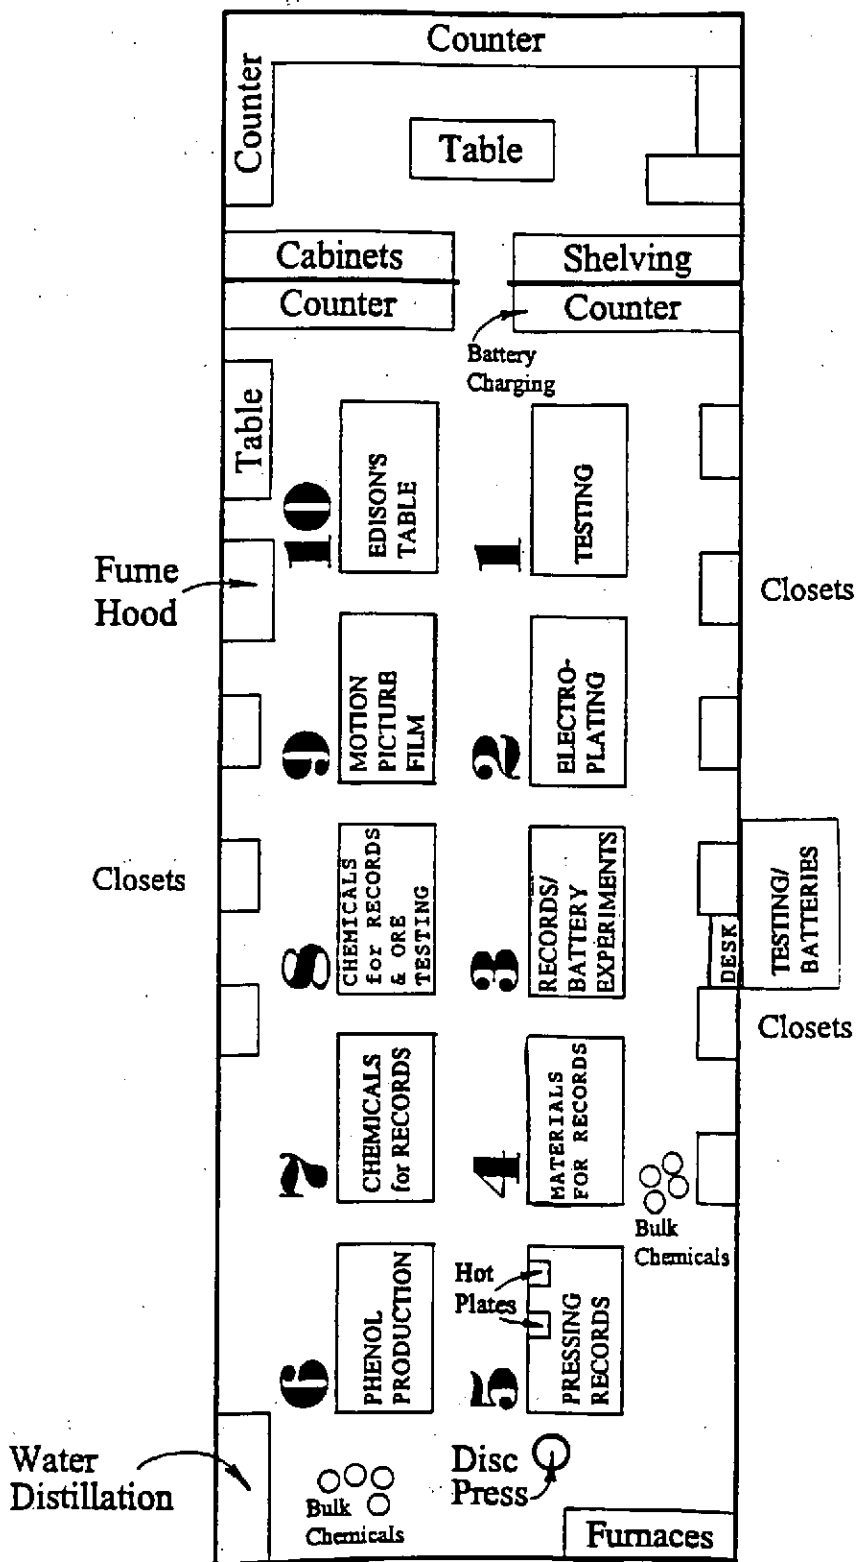 Counter
Counter
Table
Cabinets
Shelving
Counter
Counter
Battery
Charging
Table
10
EDISON'S
TABLE
1
TESTING
Fume
Hood
Closets
9
MOTION
PICTURE
FILM
2
ELECTRO-
PLATING
Closets
8
CHEMICALS
for RECORDS
& ORE
TESTING
3
RECORDS/
BATTERY
EXPERIMENTS
DESK
TESTING/
BATTERIES
Closets
7
CHEMICALS
for RECORDS
4
MATERIALS
FOR RECORDS
Bulk
Chemicals
6
PHENOL
PRODUCTION
Hot
Plates
5
PRESSING
RECORDS
Water
Distillation
Bulk
Chemicals
Disc
Press
Furnaces